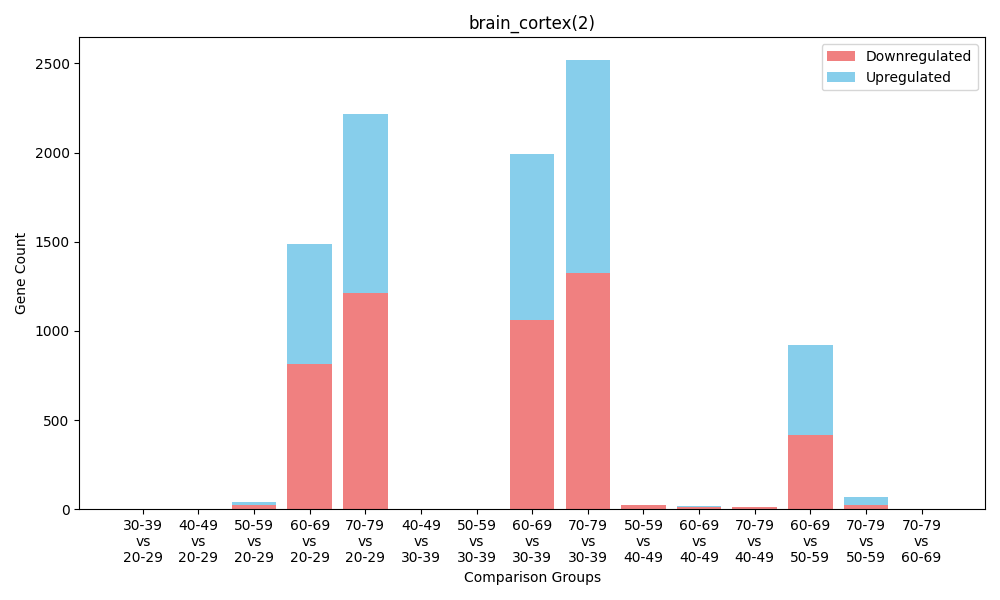 brain_cortex(2)
Downregulated
Upregulated
Gene Count
2500
2000
1500
1000
500
0
30-39 vs 20-29
40-49 vs 20-29
50-59 vs 20-29
60-69 vs 20-29
70-79 vs 20-29
40-49 vs 30-39
50-59 vs 30-39
60-69 vs 30-39
70-79 vs 30-39
50-59 vs 40-49
60-69 vs 40-49
70-79 vs 40-49
60-69 vs 50-59
70-79 vs 50-59
70-79 vs 60-69
Comparison Groups